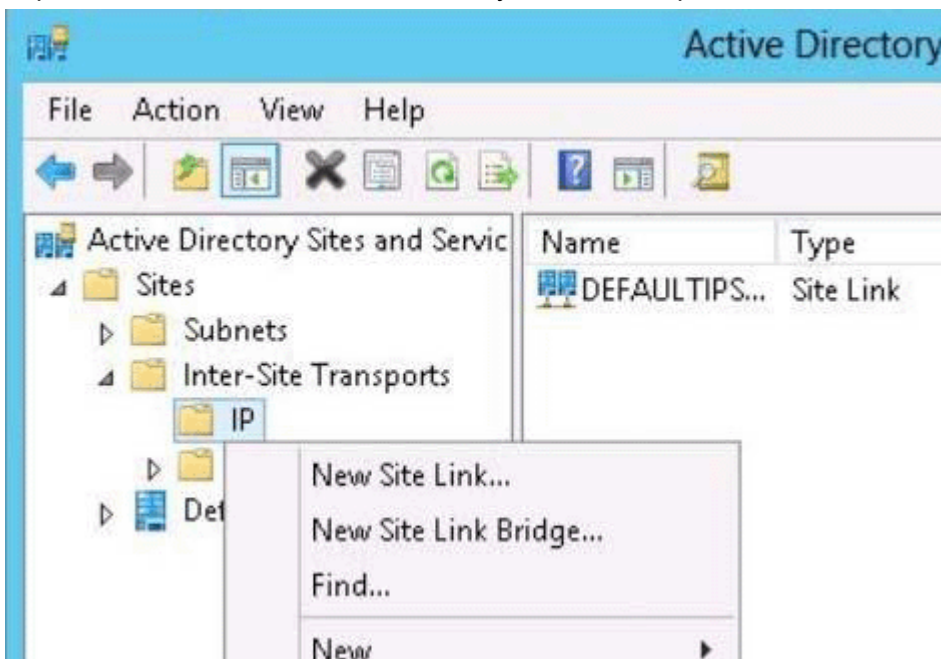 Active Directory
File Action View Help
Active Directory Sites and Servic
Name Type
Sites
DEFAULTIPS... Site Link
Subnets
Inter-Site Transports
IP
Def
New Site Link...
New Site Link Bridge...
Find...
New